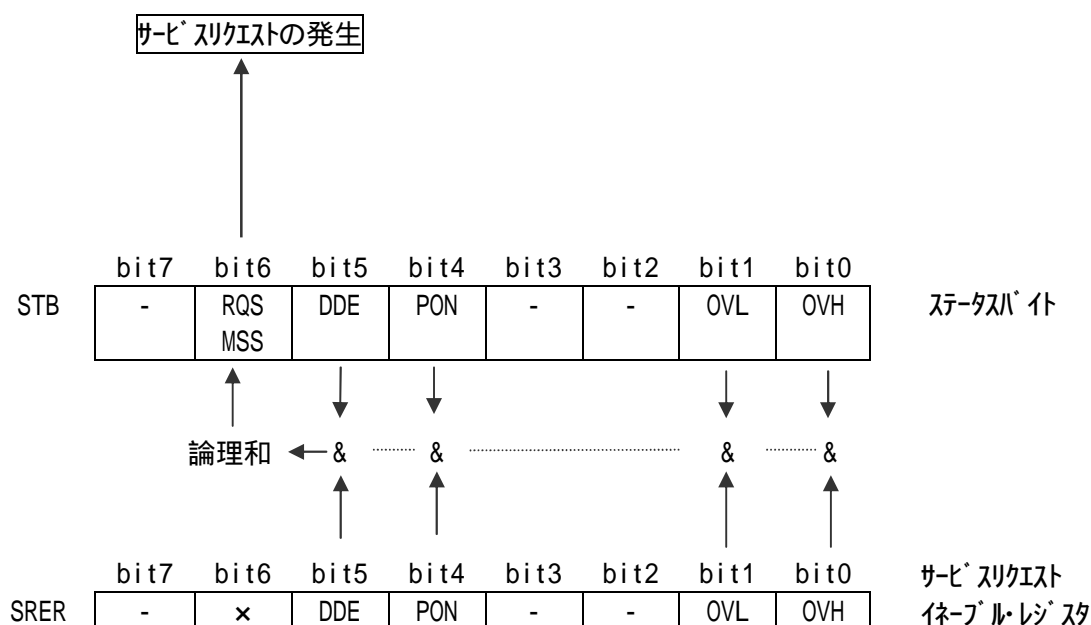 サービスリクエストの発生
bit7 bit6 bit5 bit4 bit3 bit2 bit1 bit0
STB - RQS DDE PON - - OVL OVH ステータスバイト
MSS
論理和 & & & &
bit7 bit6 bit5 bit4 bit3 bit2 bit1 bit0 サービスリクエスト
SRER - × DDE PON - - OVL OVH イネーブル・レジスタ